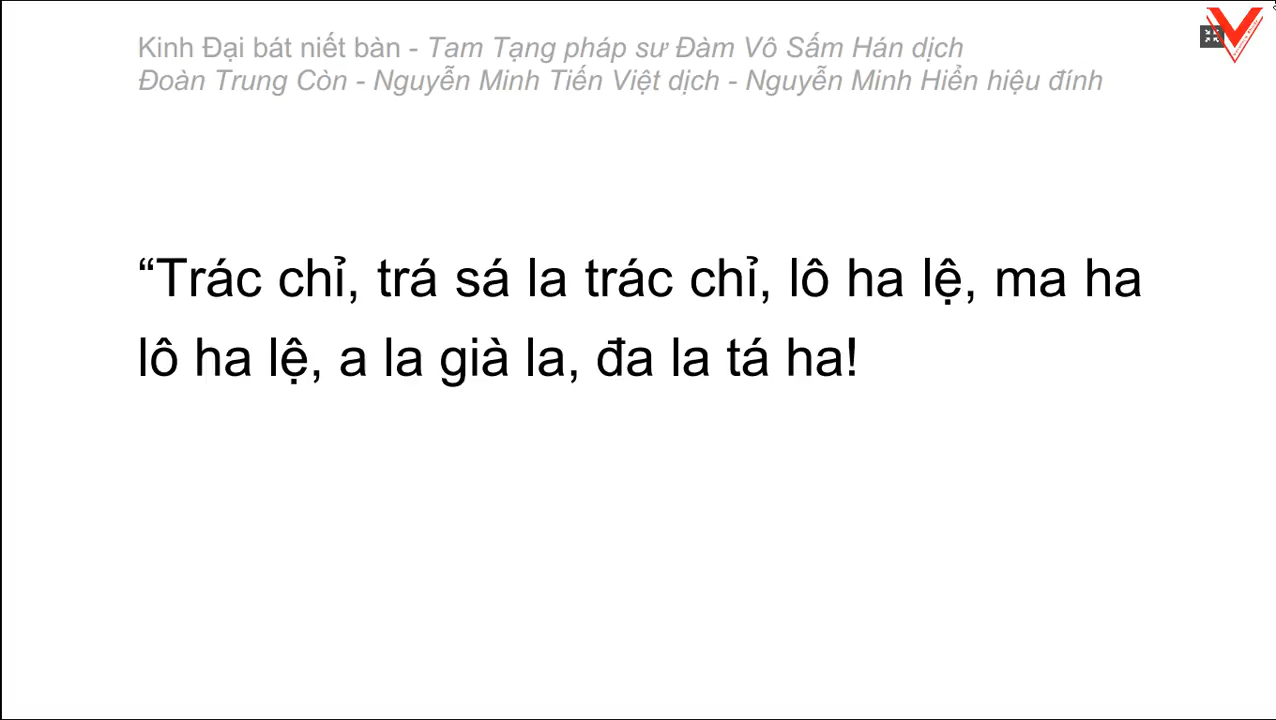 Kinh Đại bát niết bàn - Tam Tạng pháp sư Đàm Vô Sấm Hán dịch
Đoàn Trung Còn - Nguyễn Minh Tiến Việt dịch - Nguyễn Minh Hiển hiệu đính
“Trác chỉ, trá sá la trác chỉ, lô ha lệ, ma ha
lô ha lệ, a la già la, đa la tá ha!